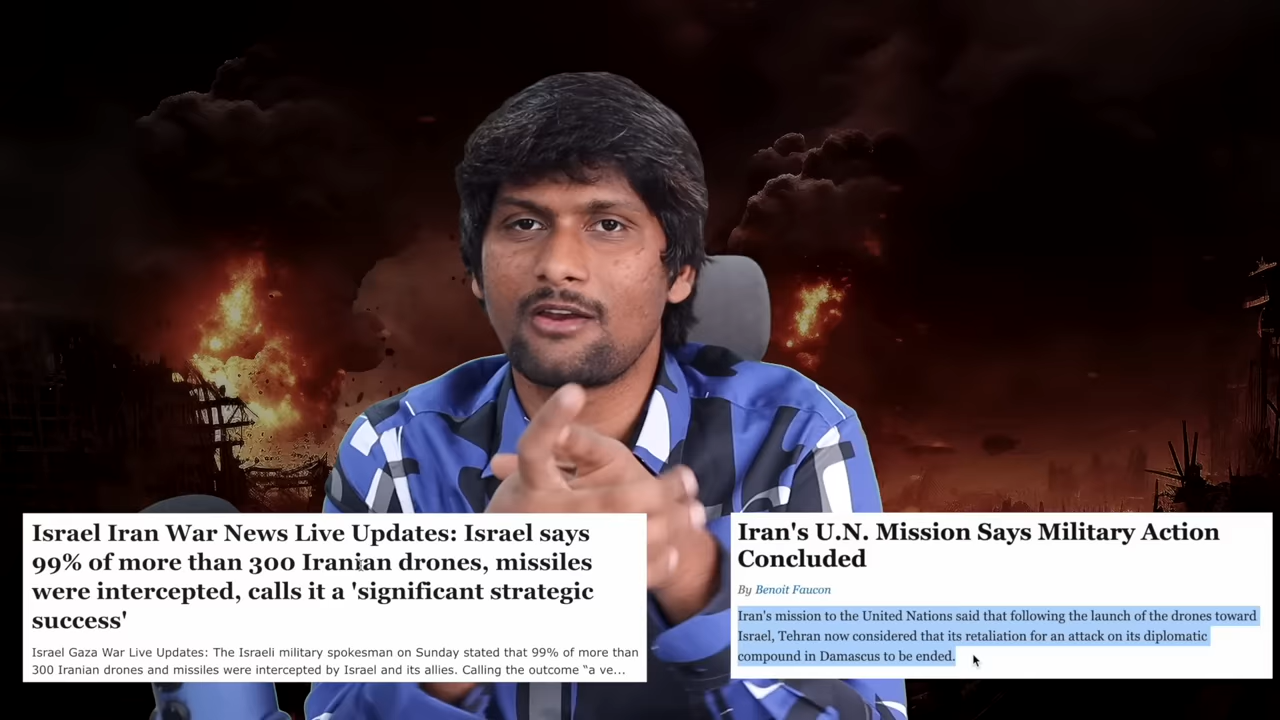 Israel Iran War News Live Updates: Israel says
99% of more than 300 Iranian drones, missiles
were intercepted, calls it a 'significant strategic
success'
Israel Gaza War Live Updates: The Israeli military spokesman on Sunday stated that 99% of more than
300 Iranian drones and missiles were intercepted by Israel and its allies. Calling the outcome “a ve...
Iran's U.N. Mission Says Military Action
Concluded
By Benoit Faucon
Iran's mission to the United Nations said that following the launch of the drones toward
Israel, Tehran now considered that its retaliation for an attack on its diplomatic
compound in Damascus to be ended.